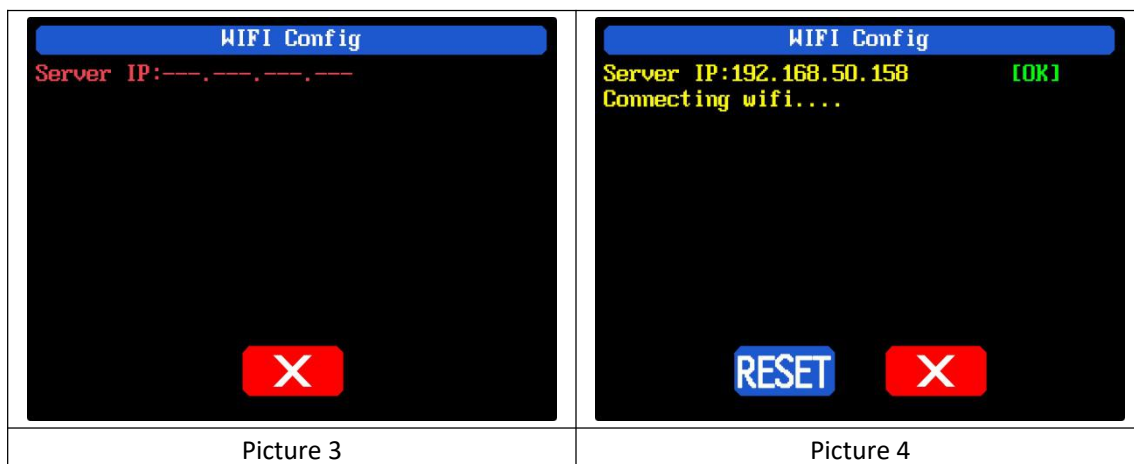 WIFI Config
Server IP:---.---.---.---
X
Picture 3
WIFI Config
Server IP:192.168.50.158 [OK]
Connecting wifi....
RESET X
Picture 4